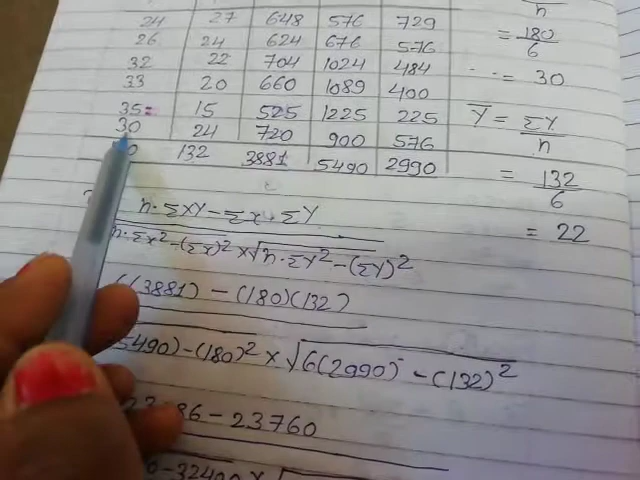 n
24 27 648 576 729
= 180/6
26 24 624 676 576
32 22 704 1024 484
= 30
33 20 660 1089 400
35= 15 525 1225 225
Y̅ = ΣY/n
30 24 720 900 576
132 3881 5490 2990
= 132/6
n·ΣXY-Σx·ΣY
= 22
n·Σx²-(Σx)² x√n·ΣY²-(ΣY)²
(3881) - (180)(132)
5490)-(180)² x √6(2990) - (132)²
86 - 23760
0-32400 x √